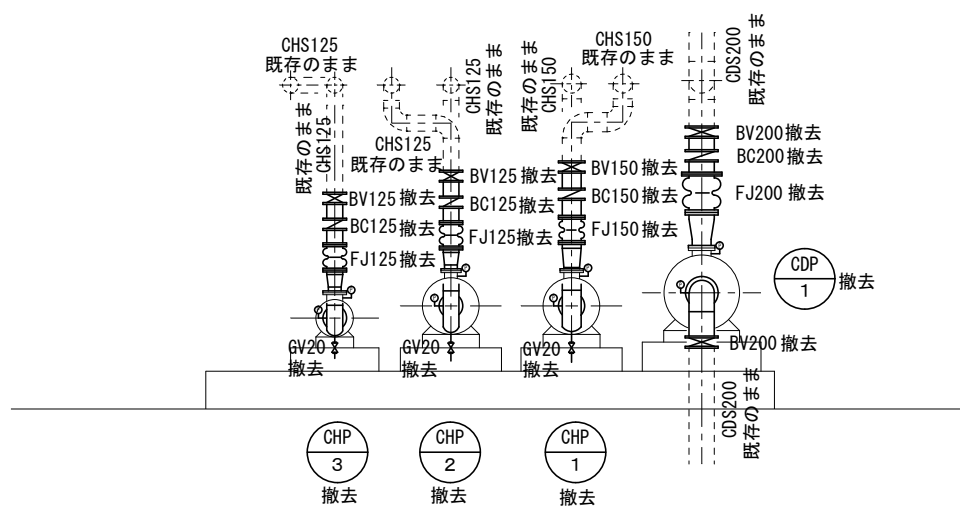 CHS125
既存のまま
CHS125
既存のまま
CHS125
既存のまま
CHS125
既存のまま
CHS150
既存のまま
CHS150
既存のまま
CDS200
既存のまま
BV125撤去
BC125撤去
FJ125撤去
GV20
撤去
BV125撤去
BC125撤去
FJ125撤去
GV20
撤去
BV150撤去
BC150撤去
FJ150撤去
GV20
撤去
BV200撤去
BC200撤去
FJ200撤去
BV200撤去
CDS200
既存のまま
CDP
1
撤去
CHP
3
撤去
CHP
2
撤去
CHP
1
撤去